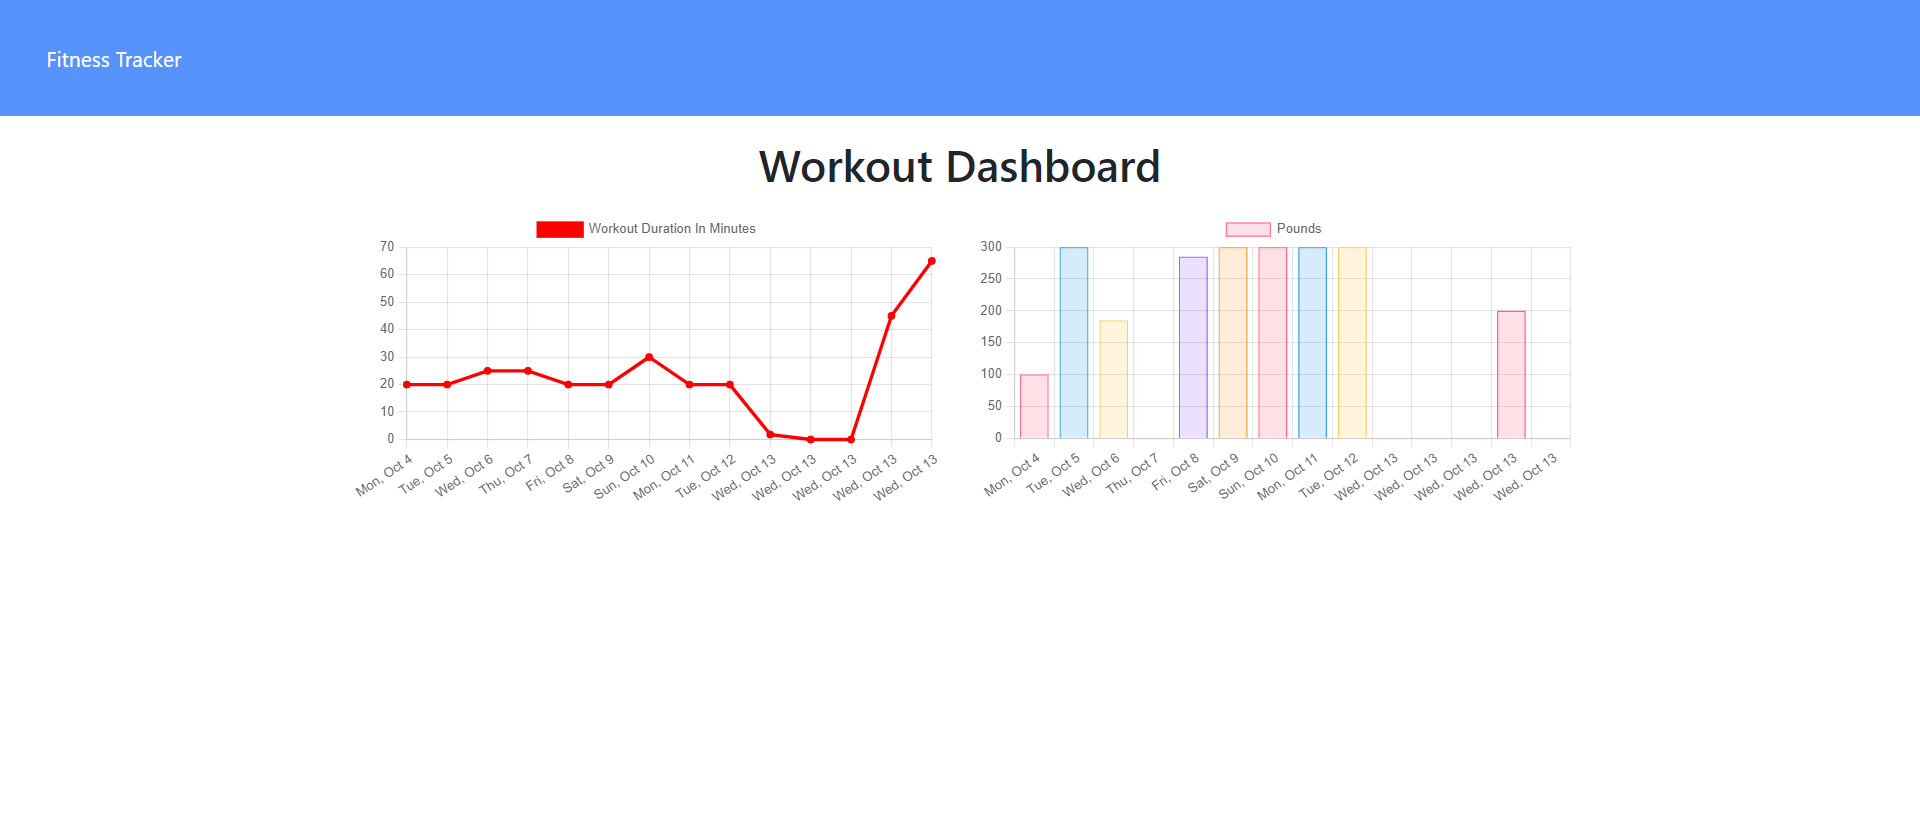 Fitness Tracker
Workout Dashboard
Workout Duration In Minutes
70
60
50
40
30
20
10
0
Mon, Oct 4
Tue, Oct 5
Wed, Oct 6
Thu, Oct 7
Fri, Oct 8
Sat, Oct 9
Sun, Oct 10
Mon, Oct 11
Tue, Oct 12
Wed, Oct 13
Wed, Oct 13
Wed, Oct 13
Wed, Oct 13
Wed, Oct 13
Pounds
300
250
200
150
100
50
0
Mon, Oct 4
Tue, Oct 5
Wed, Oct 6
Thu, Oct 7
Fri, Oct 8
Sat, Oct 9
Sun, Oct 10
Mon, Oct 11
Tue, Oct 12
Wed, Oct 13
Wed, Oct 13
Wed, Oct 13
Wed, Oct 13
Wed, Oct 13